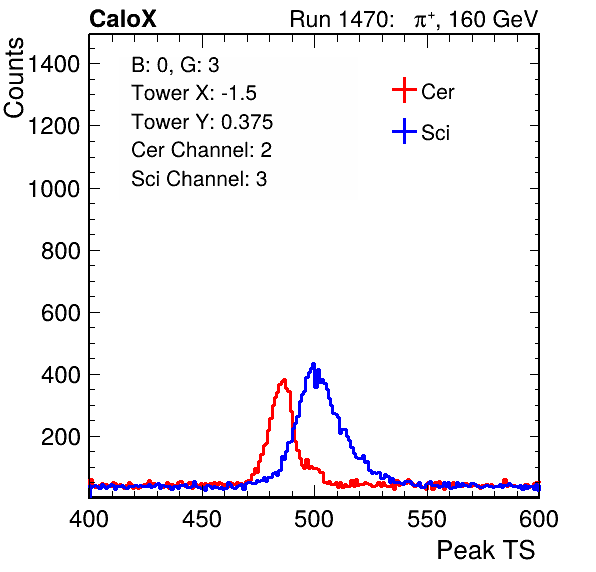 CaloX Run 1470: π⁺, 160 GeV
Counts
1400
1200
1000
800
600
400
200
B: 0, G: 3
Tower X: -1.5
Tower Y: 0.375
Cer Channel: 2
Sci Channel: 3
Cer
Sci
400 450 500 550 600
Peak TS